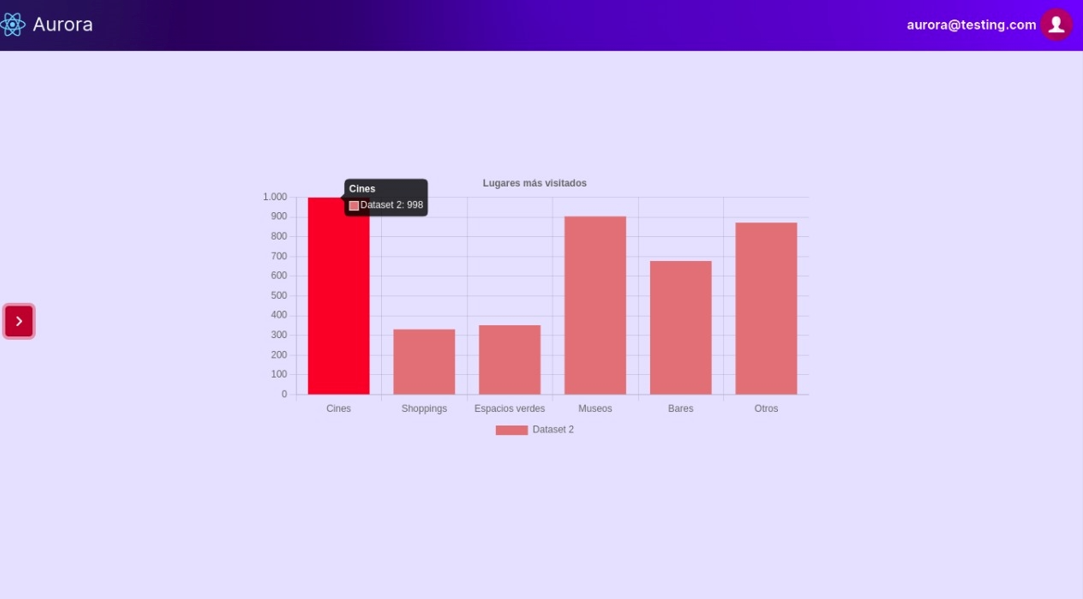 Aurora
aurora@testing.com
Lugares más visitados
Cines
Dataset 2: 998
1.000
900
800
700
600
500
400
300
200
100
0
Cines
Shoppings
Espacios verdes
Museos
Bares
Otros
Dataset 2